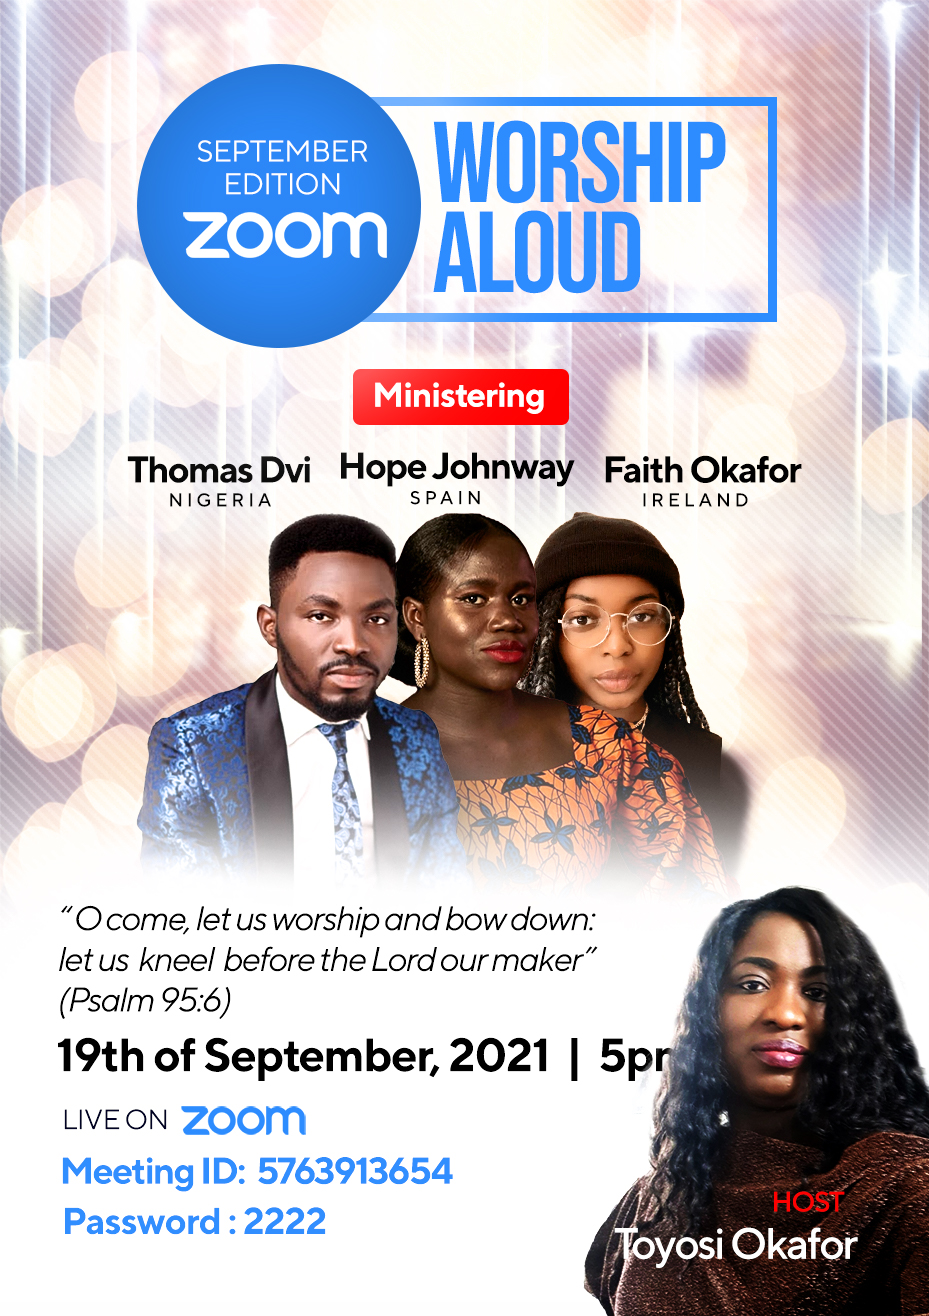 SEPTEMBER
EDITION
zoom
WORSHIP
ALOUD
Ministering
Thomas Dvi
NIGERIA
Hope Johnway
SPAIN
Faith Okafor
IRELAND
“O come, let us worship and bow down:
let us kneel before the Lord our maker”
(Psalm 95:6)
19th of September, 2021 | 5pm
LIVE ON zoom
Meeting ID: 5763913654
Password : 2222
HOST
Toyosi Okafor